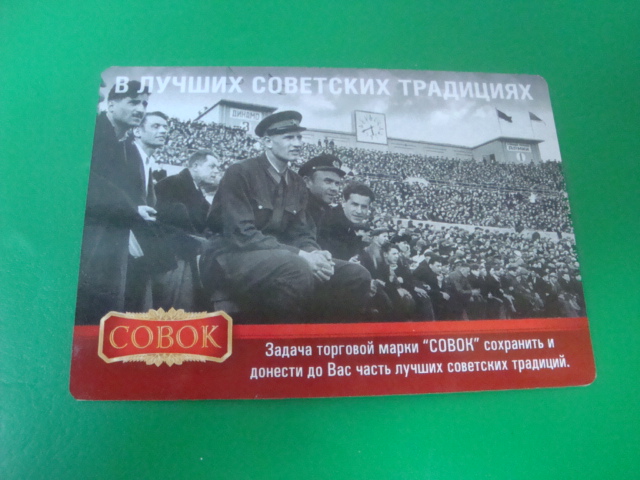 В ЛУЧШИХ СОВЕТСКИХ ТРАДИЦИЯХ
ДИНАМО
СОВОК
Задача торговой марки “СОВОК” сохранить и
донести до Вас часть лучших советских традиций.